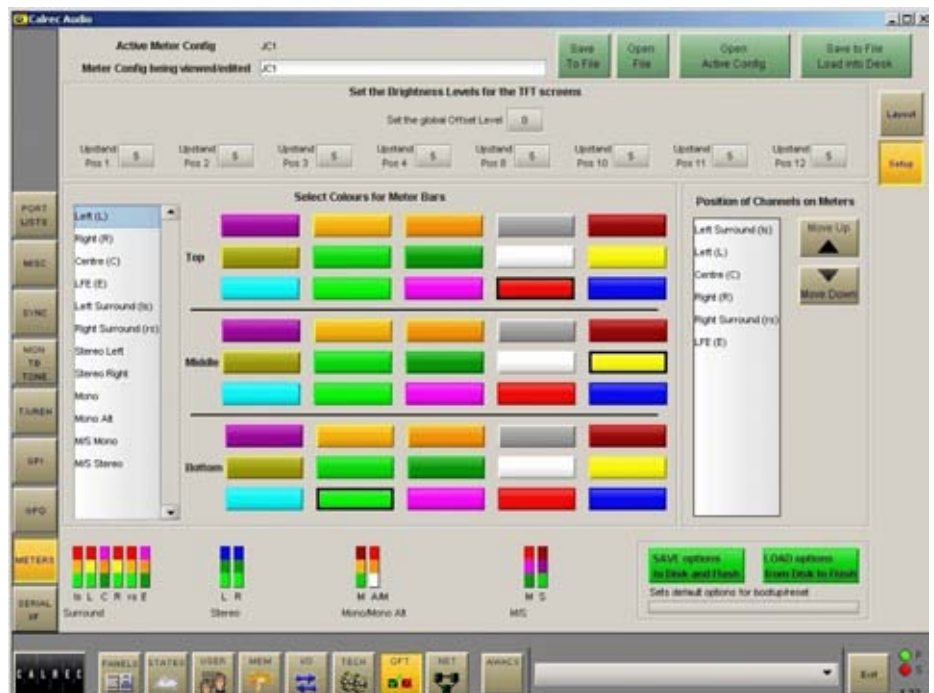 Calrec Audio
Active Meter Config JC1
Meter Config being viewed/edited JC1
Save To File
Open File
Open Active Config
Save to File Load into Desk
Set the Brightness Levels for the TFT screens
Set the global Offset Level 0
Upstand Pos 1 5
Upstand Pos 2 5
Upstand Pos 3 5
Upstand Pos 4 5
Upstand Pos 8 5
Upstand Pos 10 5
Upstand Pos 11 5
Upstand Pos 12 5
Layout
Setup
PORT LISTS
MISC
SYNC
MON TB TONE
TX/REH
GPI
GPO
METERS
SERIAL I/F
Select Colours for Meter Bars
Left (L)
Right (R)
Centre (C)
LFE (E)
Left Surround (ls)
Right Surround (rs)
Stereo Left
Stereo Right
Mono
Mono Alt
M/S Mono
M/S Stereo
Top
Middle
Bottom
Position of Channels on Meters
Left Surround (ls)
Left (L)
Centre (C)
Right (R)
Right Surround (rs)
LFE (E)
Move Up
Move Down
ls L C R rs E
Surround
L R
Stereo
M A/M
Mono/Mono Alt
M S
M/S
SAVE options to Disk and Flush
LOAD options from Disk to Flush
Sets default options for bootup/reset
CALREC
PANELS
STATES
USER
MEM
I/O
TECH
OPT
NET
AWACS
Exit
P
S